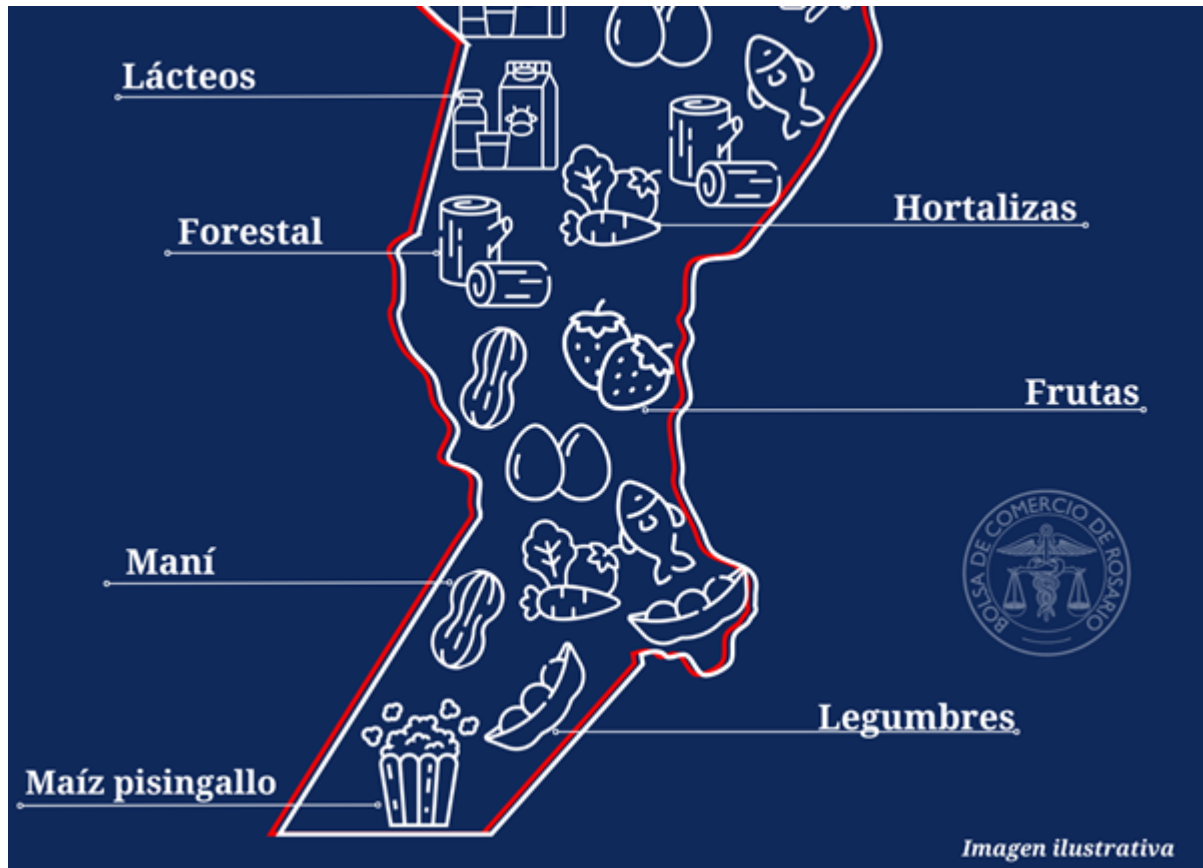 Lácteos
Hortalizas
Forestal
Frutas
BOLSA DE COMERCIO DE ROSARIO
Maní
Legumbres
Maíz pisingallo
Imagen ilustrativa